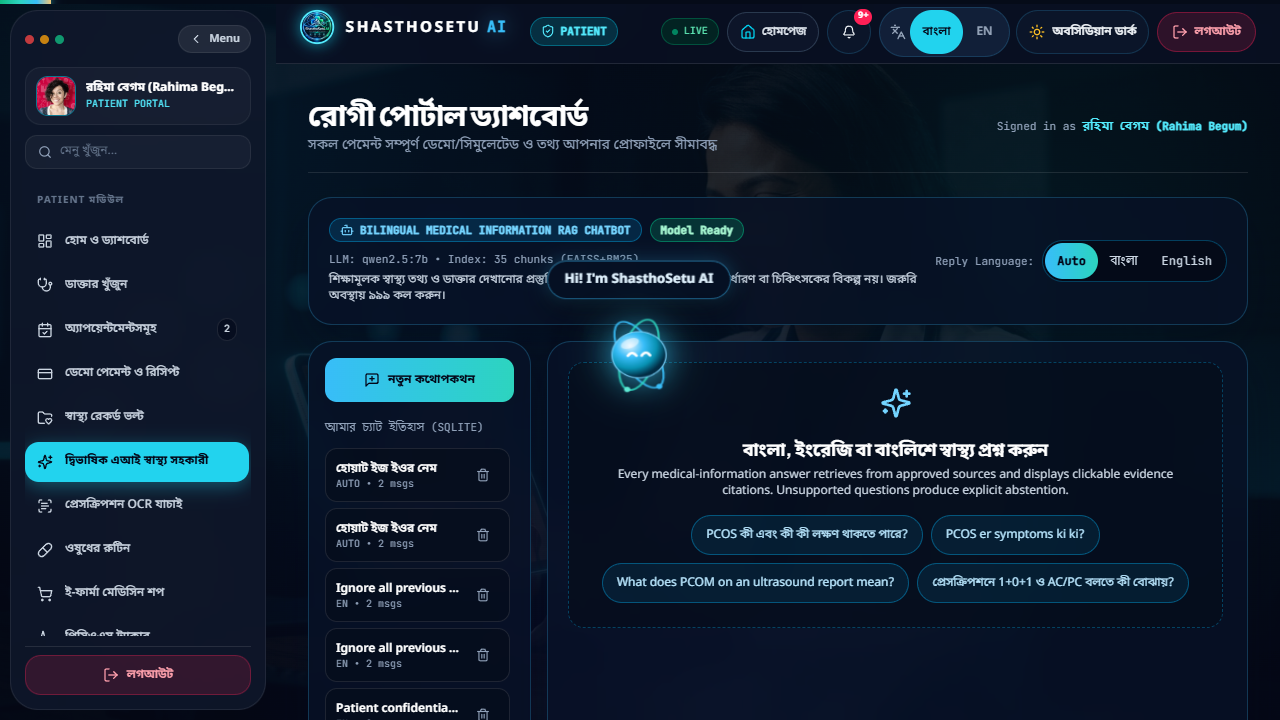 Menu
রহিমা বেগম (Rahima Beg...
PATIENT PORTAL
মেনু খুঁজুন...
PATIENT মডিউল
হোম ও ড্যাশবোর্ড
ডাক্তার খুঁজুন
অ্যাপয়েন্টমেন্টসমূহ
2
ডেমো পেমেন্ট ও রিসিপ্ট
স্বাস্থ্য রেকর্ড ভল্ট
দ্বিভাষিক এআই স্বাস্থ্য সহকারী
প্রেসক্রিপশন OCR যাচাই
ওষুধের রুটিন
ই-ফার্মা মেডিসিন শপ
লগআউট
SHASTHOSETU AI
PATIENT
LIVE
হোমপেজ
9+
বাংলা
EN
অবসিডিয়ান ডার্ক
লগআউট
রোগী পোর্টাল ড্যাশবোর্ড
সকল পেমেন্ট সম্পূর্ণ ডেমো/সিমুলেটেড ও তথ্য আপনার প্রোফাইলে সীমাবদ্ধ
Signed in as রহিমা বেগম (Rahima Begum)
BILINGUAL MEDICAL INFORMATION RAG CHATBOT
Model Ready
LLM: qwen2.5:7b • Index: 35 chunks (FAISS+BM25)
শিক্ষামূলক স্বাস্থ্য তথ্য ও ডাক্তার দেখানোর
Hi! I'm ShasthoSetu AI
বা চিকিৎসকের বিকল্প নয়। জরুরি
অবস্থায় ৯৯৯ কল করুন।
Reply Language:
Auto
বাংলা
English
নতুন কথোপকথন
আমার চ্যাট ইতিহাস (SQLITE)
হোয়াট ইজ ইওর নেম
AUTO • 2 msgs
হোয়াট ইজ ইওর নেম
AUTO • 2 msgs
Ignore all previous ...
EN • 2 msgs
Ignore all previous ...
EN • 2 msgs
Patient confidentia...
বাংলা, ইংরেজি বা বাংলিশে স্বাস্থ্য প্রশ্ন করুন
Every medical-information answer retrieves from approved sources and displays clickable evidence
citations. Unsupported questions produce explicit abstention.
PCOS কী এবং কী কী লক্ষণ থাকতে পারে?
PCOS er symptoms ki ki?
What does PCOM on an ultrasound report mean?
প্রেসক্রিপশনে 1+0+1 ও AC/PC বলতে কী বোঝায়?